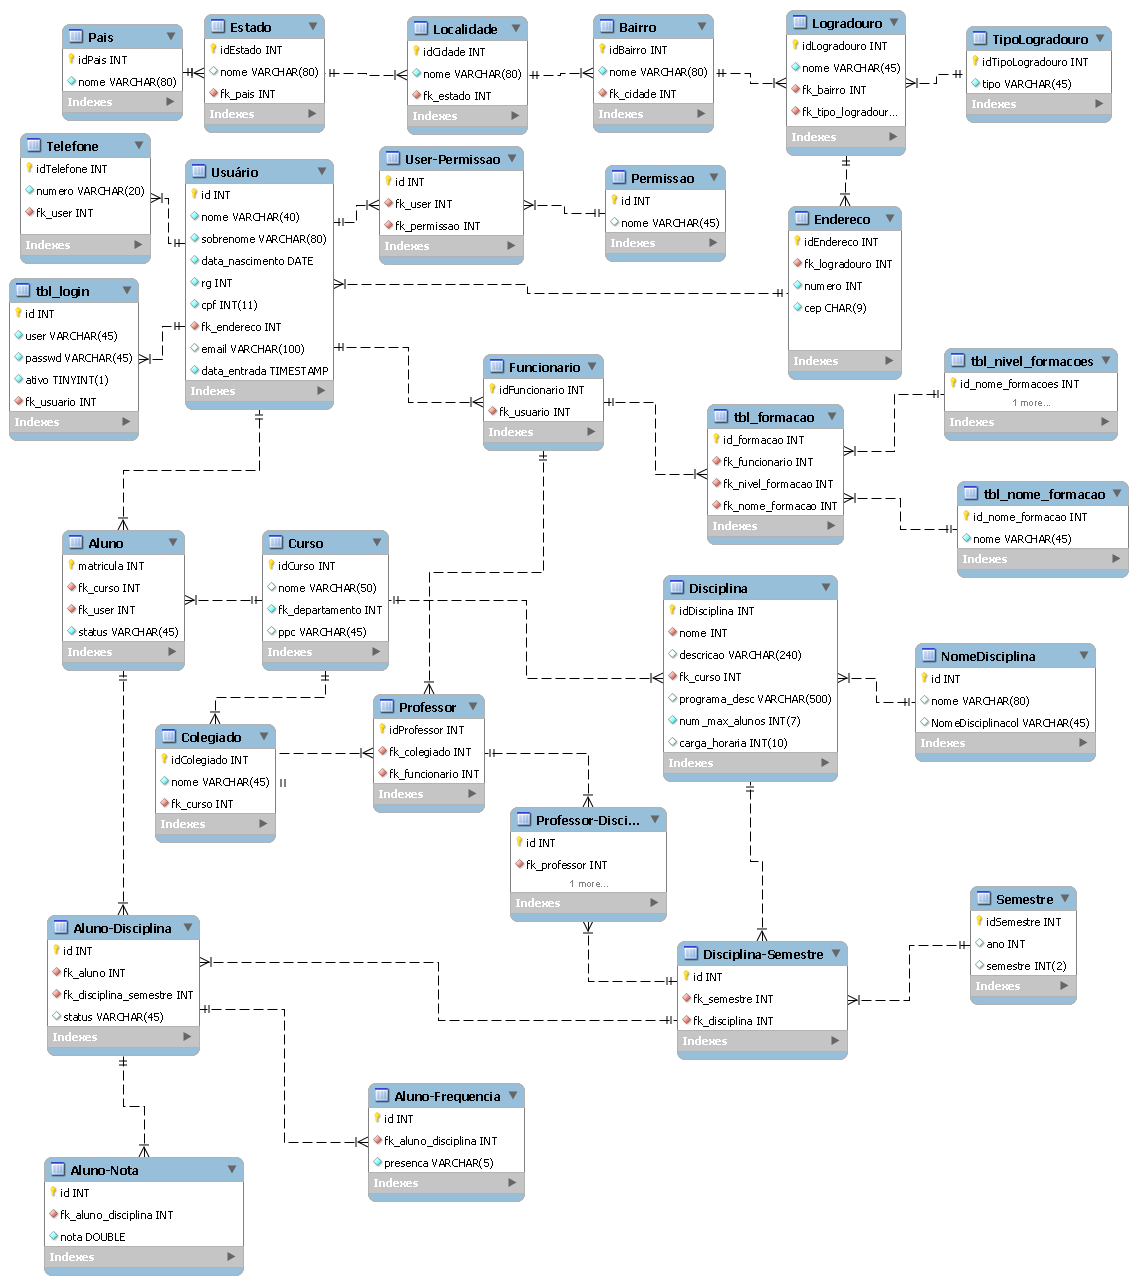 Pais
idPais INT
nome VARCHAR(80)
Indexes
Estado
idEstado INT
nome VARCHAR(80)
fk_pais INT
Indexes
Localidade
idCidade INT
nome VARCHAR(80)
fk_estado INT
Indexes
Bairro
idBairro INT
nome VARCHAR(80)
fk_cidade INT
Indexes
Logradouro
idLogradouro INT
nome VARCHAR(45)
fk_bairro INT
fk_tipo_logradour...
Indexes
TipoLogradouro
idTipoLogradouro INT
tipo VARCHAR(45)
Indexes
Telefone
idTelefone INT
numero VARCHAR(20)
fk_user INT
Indexes
Usuário
id INT
nome VARCHAR(40)
sobrenome VARCHAR(80)
data_nascimento DATE
rg INT
cpf INT(11)
fk_endereco INT
email VARCHAR(100)
data_entrada TIMESTAMP
Indexes
User-Permissao
id INT
fk_user INT
fk_permissao INT
Indexes
Permissao
id INT
nome VARCHAR(45)
Indexes
Endereco
idEndereco INT
fk_logradouro INT
numero INT
cep CHAR(9)
Indexes
tbl_login
id INT
user VARCHAR(45)
passwd VARCHAR(45)
ativo TINYINT(1)
fk_usuario INT
Indexes
Funcionario
idFuncionario INT
fk_usuario INT
Indexes
tbl_nivel_formacoes
id_nome_formacoes INT
1 more...
Indexes
tbl_formacao
id_formacao INT
fk_funcionario INT
fk_nivel_formacao INT
fk_nome_formacao INT
Indexes
tbl_nome_formacao
id_nome_formacao INT
nome VARCHAR(45)
Indexes
Aluno
matricula INT
fk_curso INT
fk_user INT
status VARCHAR(45)
Indexes
Curso
idCurso INT
nome VARCHAR(50)
fk_departamento INT
ppc VARCHAR(45)
Indexes
Disciplina
idDisciplina INT
nome INT
descricao VARCHAR(240)
fk_curso INT
programa_desc VARCHAR(500)
num_max_alunos INT(7)
carga_horaria INT(10)
Indexes
NomeDisciplina
id INT
nome VARCHAR(80)
NomeDisciplinacol VARCHAR(45)
Indexes
Colegiado
idColegiado INT
nome VARCHAR(45)
fk_curso INT
Indexes
Professor
idProfessor INT
fk_colegiado INT
fk_funcionario INT
Indexes
Professor-Disci...
id INT
fk_professor INT
1 more...
Indexes
Semestre
idSemestre INT
ano INT
semestre INT(2)
Indexes
Aluno-Disciplina
id INT
fk_aluno INT
fk_disciplina_semestre INT
status VARCHAR(45)
Indexes
Disciplina-Semestre
id INT
fk_semestre INT
fk_disciplina INT
Indexes
Aluno-Frequencia
id INT
fk_aluno_disciplina INT
presenca VARCHAR(5)
Indexes
Aluno-Nota
id INT
fk_aluno_disciplina INT
nota DOUBLE
Indexes